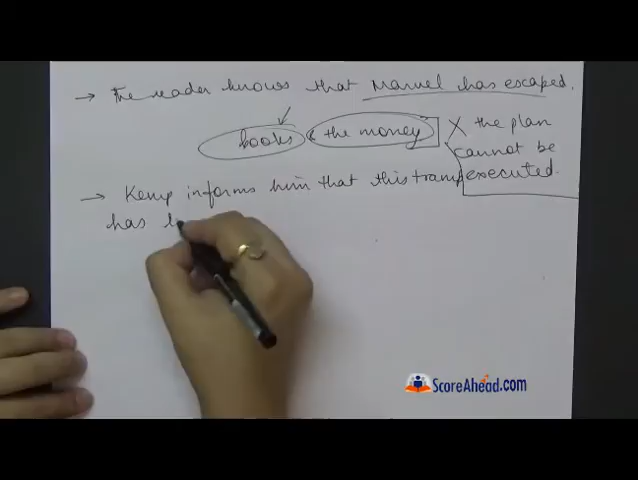 → The reader knows that Marvel has escaped.
books & the money X the plan
cannot be
→ Kemp informs him that this tramp executed.
has
ScoreAhead.com